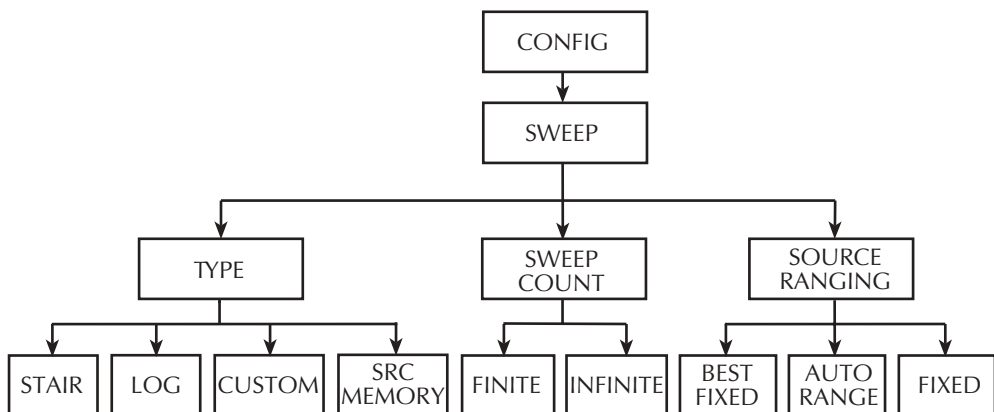 CONFIG
SWEEP
TYPE
SWEEP
COUNT
SOURCE
RANGING
STAIR
LOG
CUSTOM
SRC
MEMORY
FINITE
INFINITE
BEST
FIXED
AUTO
RANGE
FIXED